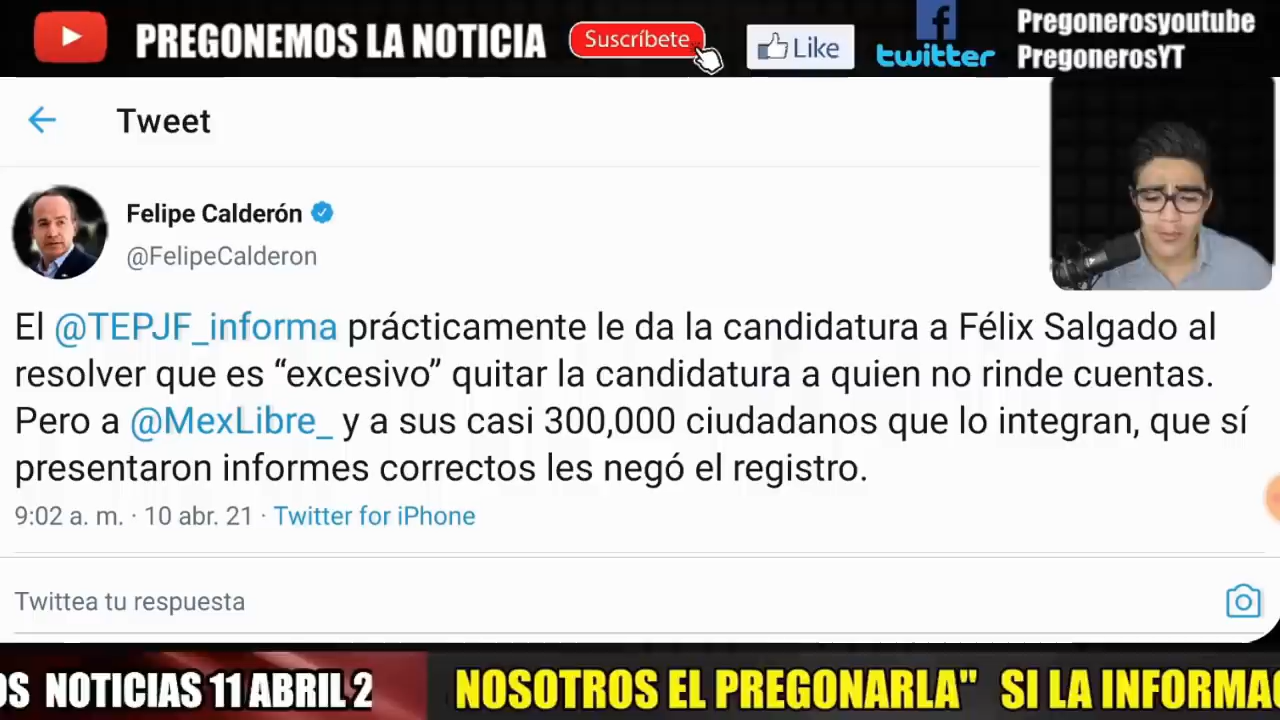 PREGONEMOS LA NOTICIA
Suscríbete
Like
twitter
Pregonerosyoutube
PregonerosYT
Tweet
Felipe Calderón
@FelipeCalderon
El @TEPJF_informa prácticamente le da la candidatura a Félix Salgado al
resolver que es “excesivo” quitar la candidatura a quien no rinde cuentas.
Pero a @MexLibre_ y a sus casi 300,000 ciudadanos que lo integran, que sí
presentaron informes correctos les negó el registro.
9:02 a. m. · 10 abr. 21 · Twitter for iPhone
Twittea tu respuesta
OS NOTICIAS 11 ABRIL 2
NOSOTROS EL PREGONARLA" SI LA INFORMAC